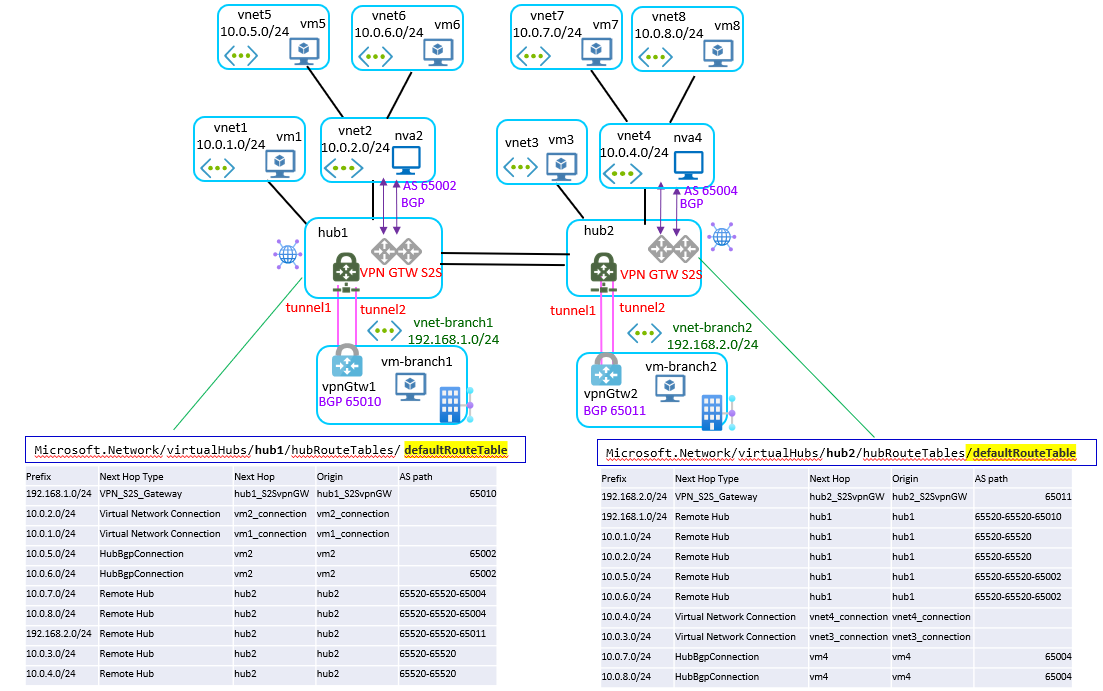 vnet5
10.0.5.0/24
vm5
vnet6
10.0.6.0/24
vm6
vnet7
10.0.7.0/24
vm7
vnet8
10.0.8.0/24
vm8
vnet1
10.0.1.0/24
vm1
vnet2
10.0.2.0/24
nva2
vnet3
vm3
vnet4
10.0.4.0/24
nva4
AS 65002
BGP
AS 65004
BGP
hub1
VPN GTW S2S
hub2
VPN GTW S2S
tunnel1
tunnel2
tunnel1
tunnel2
vnet-branch1
192.168.1.0/24
vnet-branch2
192.168.2.0/24
vm-branch1
vpnGtw1
BGP 65010
vm-branch2
vpnGtw2
BGP 65011
Microsoft.Network/virtualHubs/hub1/hubRouteTables/ defaultRouteTable
Prefix Next Hop Type Next Hop Origin AS path
192.168.1.0/24 VPN_S2S_Gateway hub1_S2SvpnGW hub1_S2SvpnGW 65010
10.0.2.0/24 Virtual Network Connection vm2_connection vm2_connection
10.0.1.0/24 Virtual Network Connection vm1_connection vm1_connection
10.0.5.0/24 HubBgpConnection vm2 vm2 65002
10.0.6.0/24 HubBgpConnection vm2 vm2 65002
10.0.7.0/24 Remote Hub hub2 hub2 65520-65520-65004
10.0.8.0/24 Remote Hub hub2 hub2 65520-65520-65004
192.168.2.0/24 Remote Hub hub2 hub2 65520-65520-65011
10.0.3.0/24 Remote Hub hub2 hub2 65520-65520
10.0.4.0/24 Remote Hub hub2 hub2 65520-65520
Microsoft.Network/virtualHubs/hub2/hubRouteTables/defaultRouteTable
Prefix Next Hop Type Next Hop Origin AS path
192.168.2.0/24 VPN_S2S_Gateway hub2_S2SvpnGW hub2_S2SvpnGW 65011
192.168.1.0/24 Remote Hub hub1 hub1 65520-65520-65010
10.0.1.0/24 Remote Hub hub1 hub1 65520-65520
10.0.2.0/24 Remote Hub hub1 hub1 65520-65520
10.0.5.0/24 Remote Hub hub1 hub1 65520-65520-65002
10.0.6.0/24 Remote Hub hub1 hub1 65520-65520-65002
10.0.4.0/24 Virtual Network Connection vnet4_connection vnet4_connection
10.0.3.0/24 Virtual Network Connection vnet3_connection vnet3_connection
10.0.7.0/24 HubBgpConnection vm4 vm4 65004
10.0.8.0/24 HubBgpConnection vm4 vm4 65004